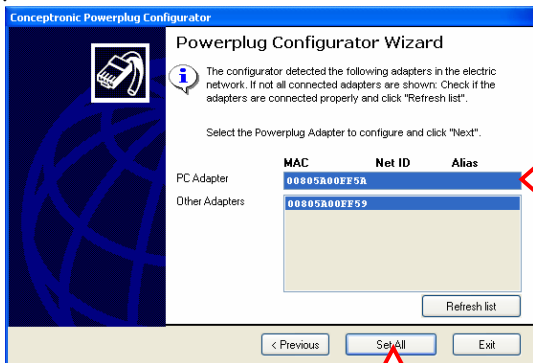 Conceptronic Powerplug Configurator
Powerplug Configurator Wizard
The configurator detected the following adapters in the electric
network. If not all connected adapters are shown: Check if the
adapters are connected properly and click "Refresh list".
Select the Powerplug Adapter to configure and click "Next".
MAC Net ID Alias
PC Adapter 00805A00FF5A
Other Adapters 00805A00FF59
Refresh list
< Previous Set All Exit